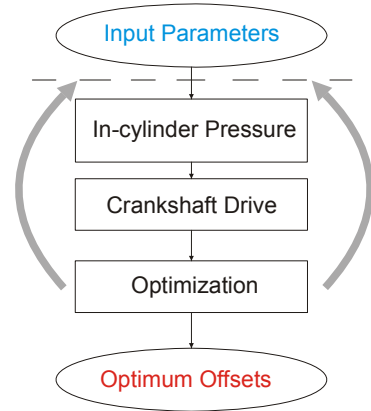 Input Parameters
In-cylinder Pressure
Crankshaft Drive
Optimization
Optimum Offsets